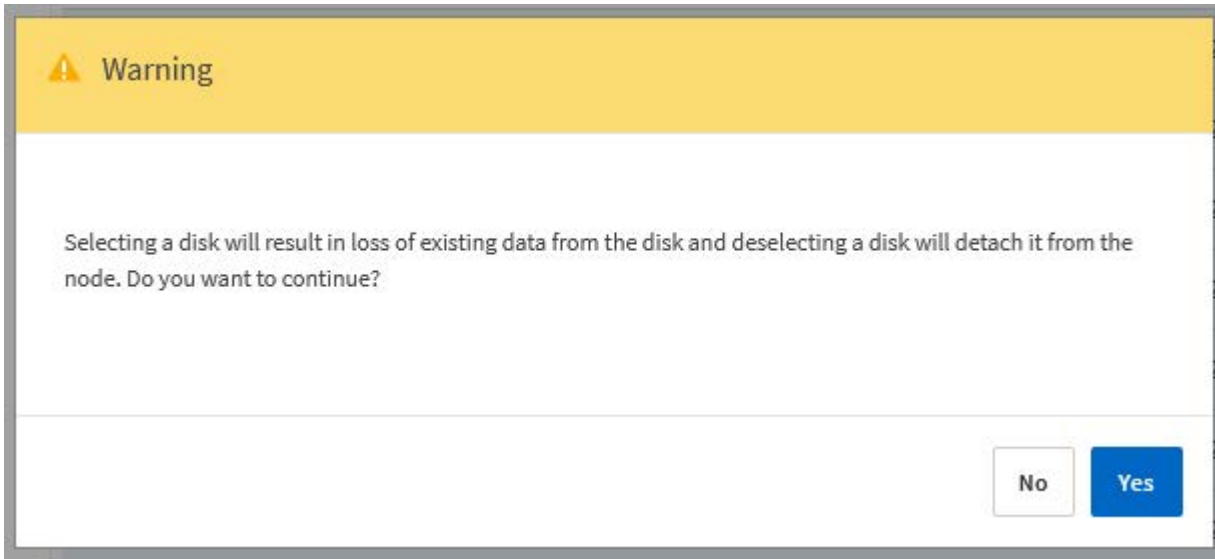 Warning
Selecting a disk will result in loss of existing data from the disk and deselecting a disk will detach it from the
node. Do you want to continue?
No
Yes